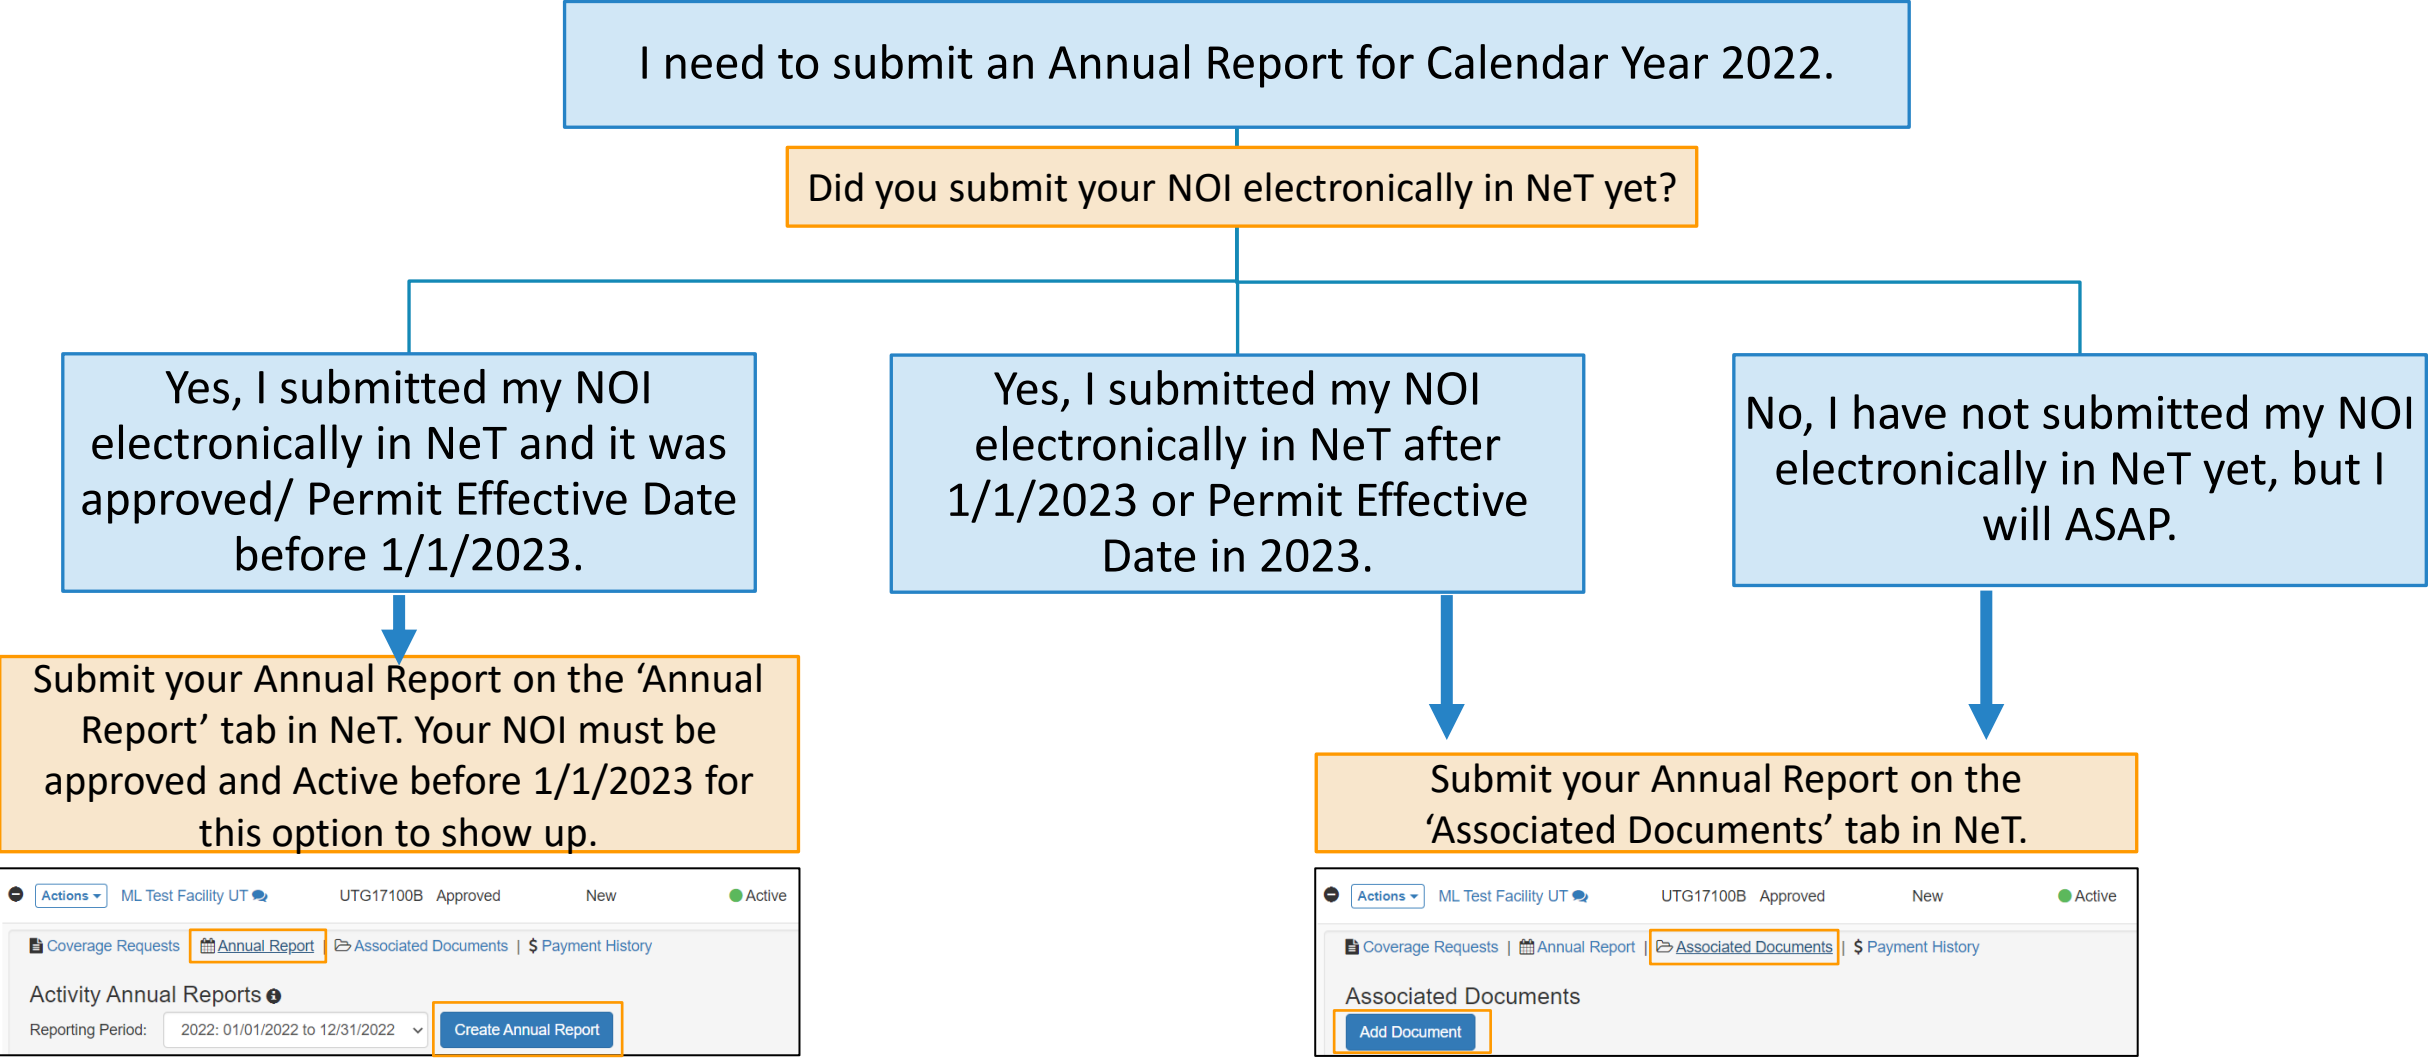 I need to submit an Annual Report for Calendar Year 2022.
Did you submit your NOI electronically in NeT yet?
Yes, I submitted my NOI
electronically in NeT and it was
approved/ Permit Effective Date
before 1/1/2023.
Yes, I submitted my NOI
electronically in NeT after
1/1/2023 or Permit Effective
Date in 2023.
No, I have not submitted my NOI
electronically in NeT yet, but I
will ASAP.
Submit your Annual Report on the ‘Annual
Report’ tab in NeT. Your NOI must be
approved and Active before 1/1/2023 for
this option to show up.
Submit your Annual Report on the
‘Associated Documents’ tab in NeT.
Actions ML Test Facility UT UTG17100B Approved New Active
Coverage Requests Annual Report | Associated Documents | $ Payment History
Activity Annual Reports
Reporting Period: 2022: 01/01/2022 to 12/31/2022 Create Annual Report
Actions ML Test Facility UT UTG17100B Approved New Active
Coverage Requests | Annual Report | Associated Documents | $ Payment History
Associated Documents
Add Document